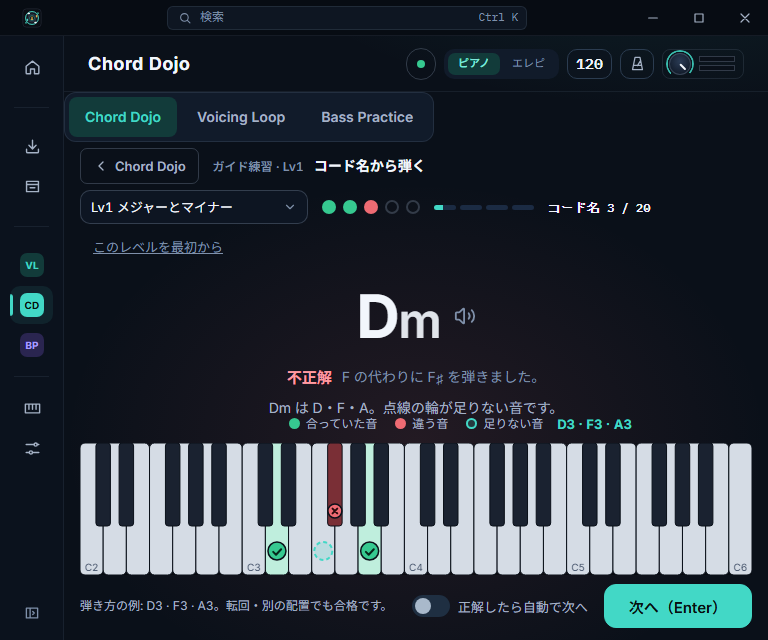 検索 Ctrl K
Chord Dojo ピアノ エレピ 120
Chord Dojo Voicing Loop Bass Practice
Chord Dojo ガイド練習 · Lv1 コード名から弾く
Lv1 メジャーとマイナー コード名 3 / 20
このレベルを最初から
VL
CD
BP
Dm
不正解 F の代わりに F♯ を弾きました。
Dm は D・F・A。点線の輪が足りない音です。
合っていた音 違う音 足りない音 D3 · F3 · A3
C2 C3 C4 C5 C6
弾き方の例: D3 · F3 · A3。転回・別の配置でも合格です。 正解したら自動で次へ 次へ（Enter）